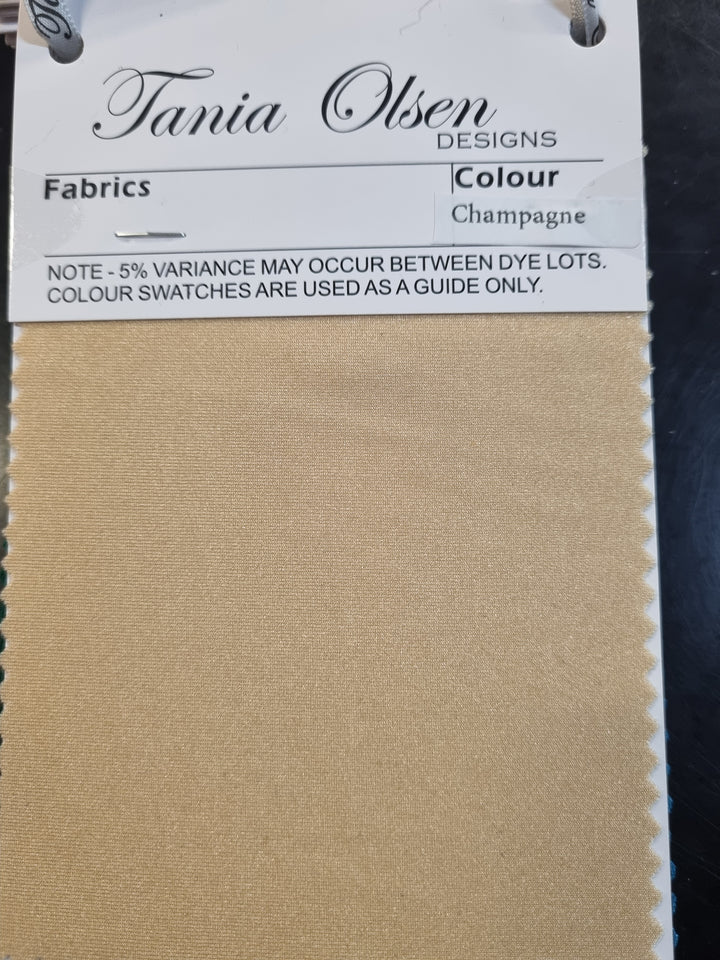 Tania Olsen
DESIGNS
Fabrics
Colour
Champagne
NOTE - 5% VARIANCE MAY OCCUR BETWEEN DYE LOTS.
COLOUR SWATCHES ARE USED AS A GUIDE ONLY.